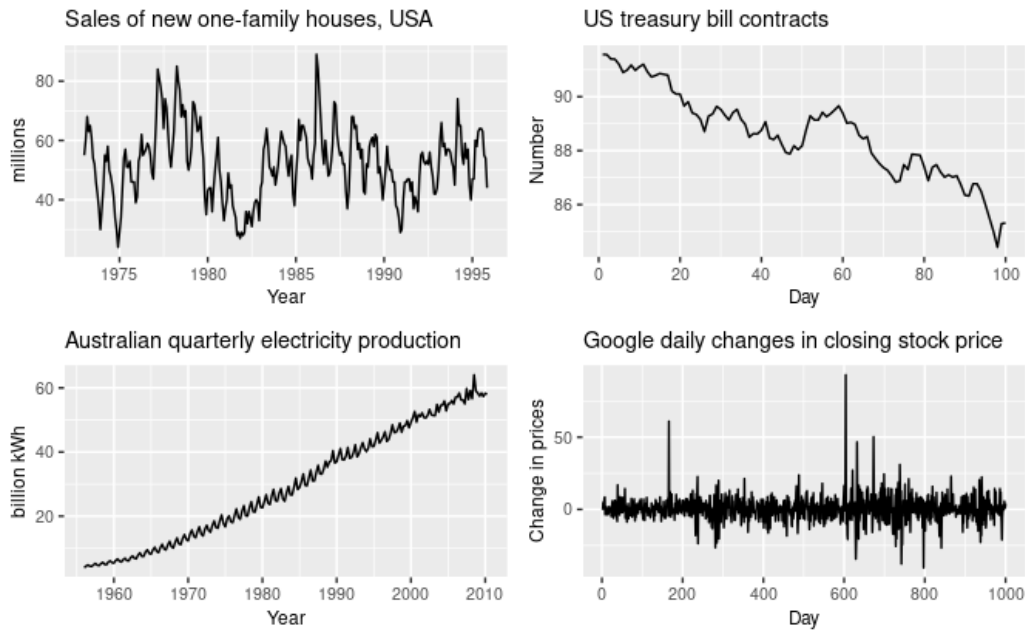 Sales of new one-family houses, USA
millions
80
60
40
1975 1980 1985 1990 1995
Year
US treasury bill contracts
Number
90
88
86
0 20 40 60 80 100
Day
Australian quarterly electricity production
billion kWh
60
40
20
1960 1970 1980 1990 2000 2010
Year
Google daily changes in closing stock price
Change in prices
50
0
0 200 400 600 800 1000
Day